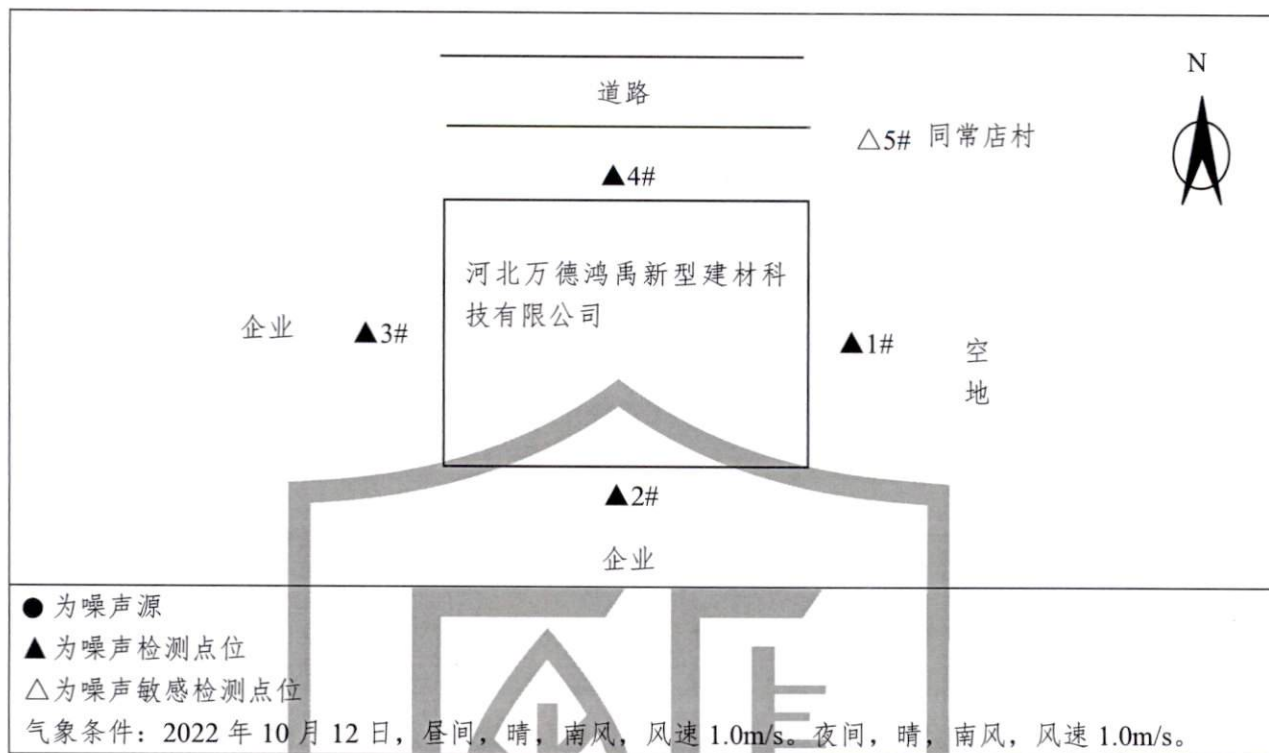 N
道路
△5# 同常店村
▲4#
河北万德鸿禹新型建材科
技有限公司
企业 ▲3#
▲1# 空
地
▲2#
企业
● 为噪声源
▲为噪声检测点位
△为噪声敏感检测点位
气象条件：2022 年 10 月 12 日，昼间，晴，南风，风速 1.0m/s。夜间，晴，南风，风速 1.0m/s。